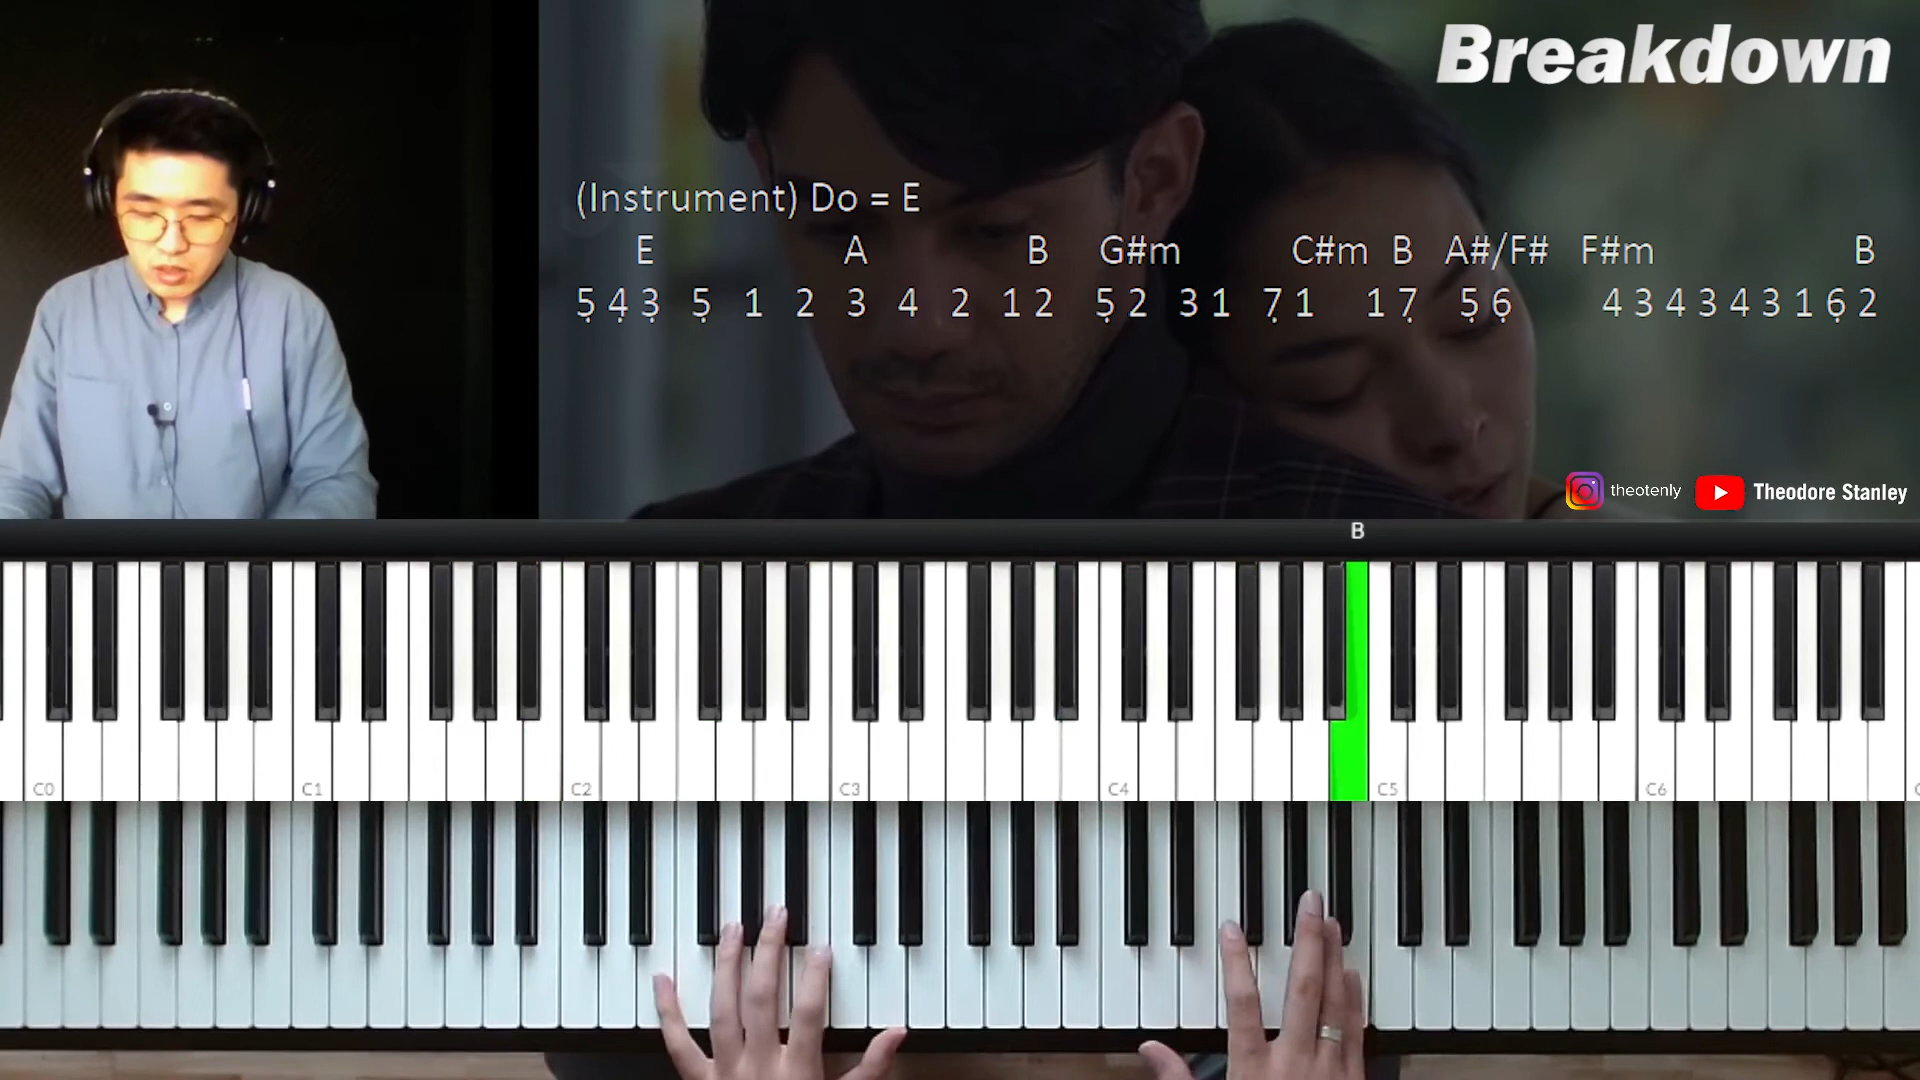 Breakdown
(Instrument) Do = E
E A B G#m C#m B A#/F# F#m B
5̣ 4̣ 3̣ 5̣ 1 2 3 4 2 1 2 5̣ 2 3 1 7̣ 1 1 7̣ 5̣ 6̣ 4 3 4 3 4 3 1 6̣ 2
theotenly Theodore Stanley
B
C0 C1 C2 C3 C4 C5 C6 C